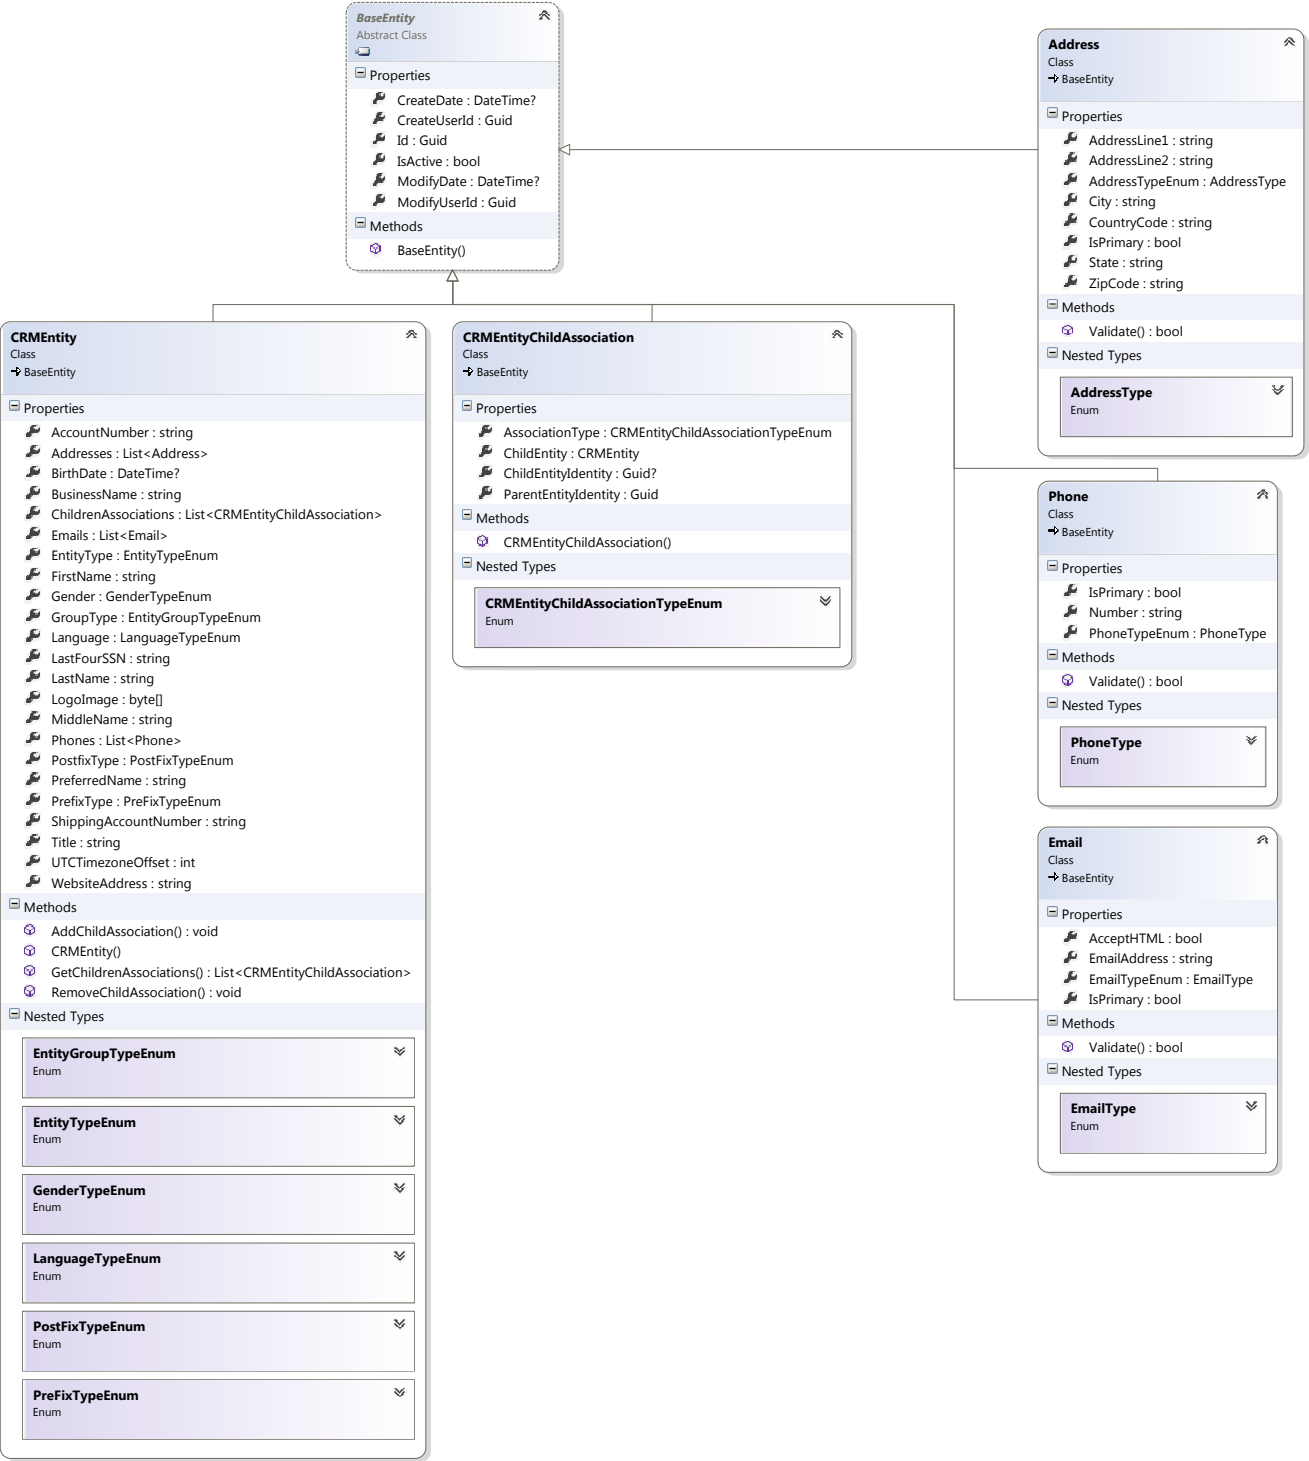 BaseEntity
Abstract Class
Properties
CreateDate : DateTime?
CreateUserId : Guid
Id : Guid
IsActive : bool
ModifyDate : DateTime?
ModifyUserId : Guid
Methods
BaseEntity()
Address
Class
BaseEntity
Properties
AddressLine1 : string
AddressLine2 : string
AddressTypeEnum : AddressType
City : string
CountryCode : string
IsPrimary : bool
State : string
ZipCode : string
Methods
Validate() : bool
Nested Types
AddressType
Enum
CRMEntity
Class
BaseEntity
Properties
AccountNumber : string
Addresses : List<Address>
BirthDate : DateTime?
BusinessName : string
ChildrenAssociations : List<CRMEntityChildAssociation>
Emails : List<Email>
EntityType : EntityTypeEnum
FirstName : string
Gender : GenderTypeEnum
GroupType : EntityGroupTypeEnum
Language : LanguageTypeEnum
LastFourSSN : string
LastName : string
LogoImage : byte[]
MiddleName : string
Phones : List<Phone>
PostfixType : PostFixTypeEnum
PreferredName : string
PrefixType : PreFixTypeEnum
ShippingAccountNumber : string
Title : string
UTCTimezoneOffset : int
WebsiteAddress : string
Methods
AddChildAssociation() : void
CRMEntity()
GetChildrenAssociations() : List<CRMEntityChildAssociation>
RemoveChildAssociation() : void
Nested Types
EntityGroupTypeEnum
Enum
EntityTypeEnum
Enum
GenderTypeEnum
Enum
LanguageTypeEnum
Enum
PostFixTypeEnum
Enum
PreFixTypeEnum
Enum
CRMEntityChildAssociation
Class
BaseEntity
Properties
AssociationType : CRMEntityChildAssociationTypeEnum
ChildEntity : CRMEntity
ChildEntityIdentity : Guid?
ParentEntityIdentity : Guid
Methods
CRMEntityChildAssociation()
Nested Types
CRMEntityChildAssociationTypeEnum
Enum
Phone
Class
BaseEntity
Properties
IsPrimary : bool
Number : string
PhoneTypeEnum : PhoneType
Methods
Validate() : bool
Nested Types
PhoneType
Enum
Email
Class
BaseEntity
Properties
AcceptHTML : bool
EmailAddress : string
EmailTypeEnum : EmailType
IsPrimary : bool
Methods
Validate() : bool
Nested Types
EmailType
Enum